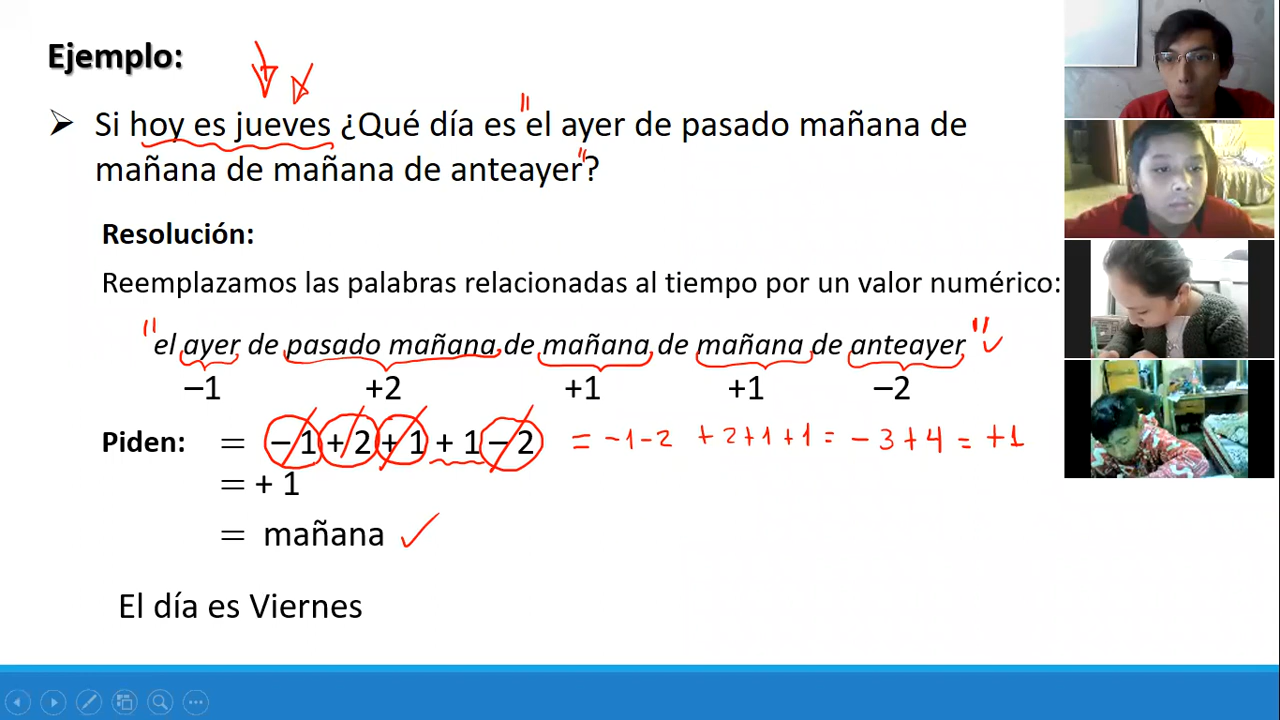 Ejemplo:
➢ Si hoy es jueves ¿Qué día es "el ayer de pasado mañana de
mañana de mañana de anteayer"?
Resolución:
Reemplazamos las palabras relacionadas al tiempo por un valor numérico:
"el ayer de pasado mañana de mañana de mañana de anteayer"
–1 +2 +1 +1 –2
Piden: = – 1 + 2 + 1 + 1 – 2 = -1-2 +2+1+1 = -3+4 = +1
= + 1
= mañana
El día es Viernes